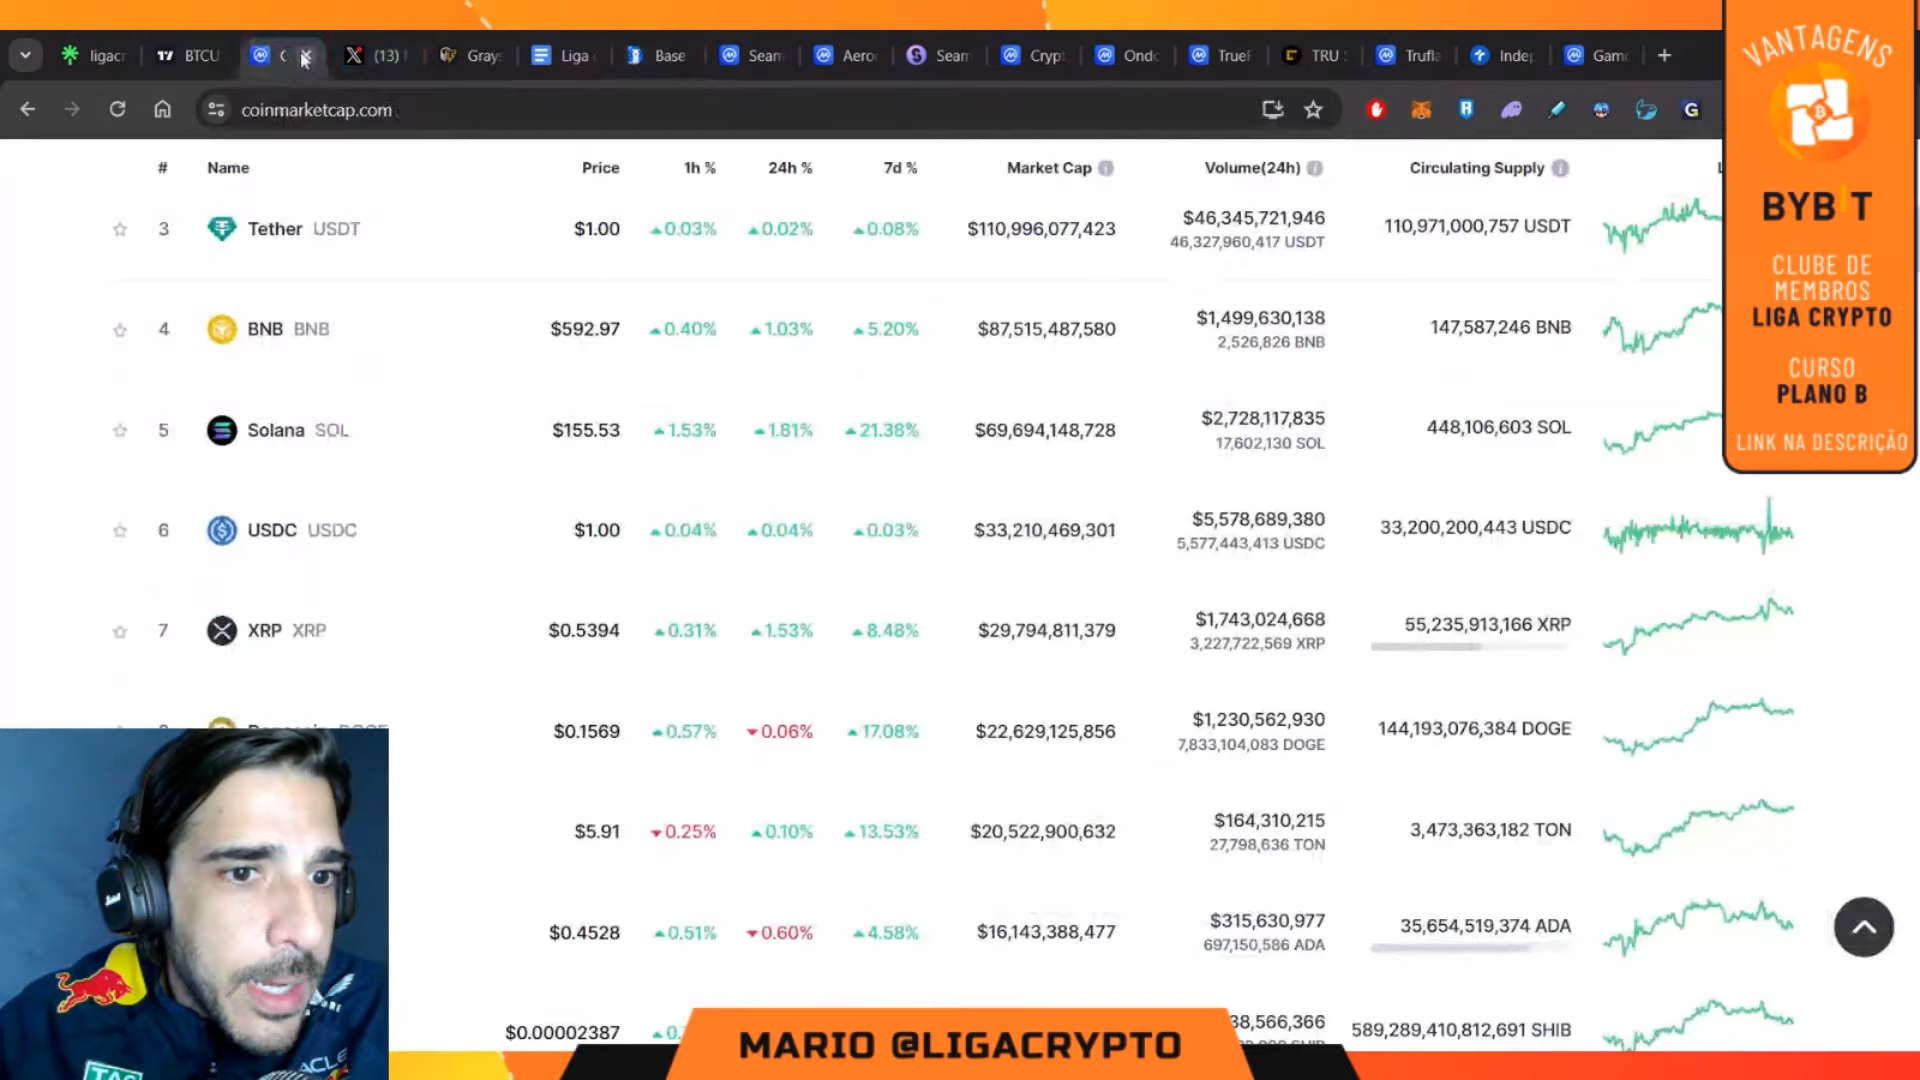 ligacr
BTCU
C
(13)
Grays
Liga
Base
Seam
Aero
Seam
Cryp
Ondo
TrueF
TRU
Trufla
Inde
Game
coinmarketcap.com
# Name Price 1h % 24h % 7d % Market Cap Volume(24h) Circulating Supply L
3 Tether USDT $1.00 0.03% 0.02% 0.08% $110,996,077,423 $46,345,721,946 110,971,000,757 USDT
46,327,960,417 USDT
4 BNB BNB $592.97 0.40% 1.03% 5.20% $87,515,487,580 $1,499,630,138 147,587,246 BNB
2,526,826 BNB
5 Solana SOL $155.53 1.53% 1.81% 21.38% $69,694,148,728 $2,728,117,835 448,106,603 SOL
17,602,130 SOL
6 USDC USDC $1.00 0.04% 0.04% 0.03% $33,210,469,301 $5,578,689,380 33,200,200,443 USDC
5,577,443,413 USDC
7 XRP XRP $0.5394 0.31% 1.53% 8.48% $29,794,811,379 $1,743,024,668 55,235,913,166 XRP
3,227,722,569 XRP
$0.1569 0.57% 0.06% 17.08% $22,629,125,856 $1,230,562,930 144,193,076,384 DOGE
7,833,104,083 DOGE
$5.91 0.25% 0.10% 13.53% $20,522,900,632 $164,310,215 3,473,363,182 TON
27,798,636 TON
$0.4528 0.51% 0.60% 4.58% $16,143,388,477 $315,630,977 35,654,519,374 ADA
697,150,586 ADA
$0.00002387 0. 38,566,366 589,289,410,812,691 SHIB
VANTAGENS
BYBIT
CLUBE DE
MEMBROS
LIGA CRYPTO
CURSO
PLANO B
LINK NA DESCRIÇÃO
MARIO @LIGACRYPTO
Red Bull
ORACLE
TAG